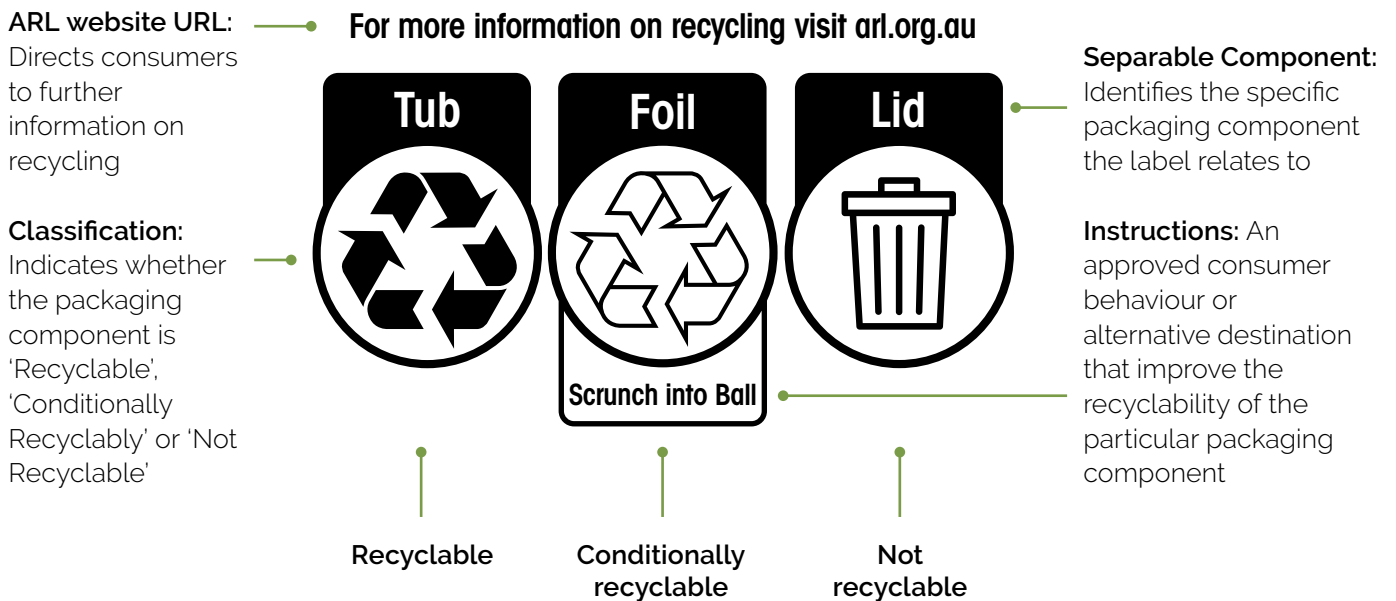 ARL website URL:
Directs consumers
to further
information on
recycling
Classification:
Indicates whether
the packaging
component is
‘Recyclable’,
‘Conditionally
Recyclably’ or ‘Not
Recyclable’
For more information on recycling visit arl.org.au
Tub
Foil
Lid
Scrunch into Ball
Recyclable
Conditionally
recyclable
Not
recyclable
Separable Component:
Identifies the specific
packaging component
the label relates to
Instructions: An
approved consumer
behaviour or
alternative destination
that improve the
recyclability of the
particular packaging
component